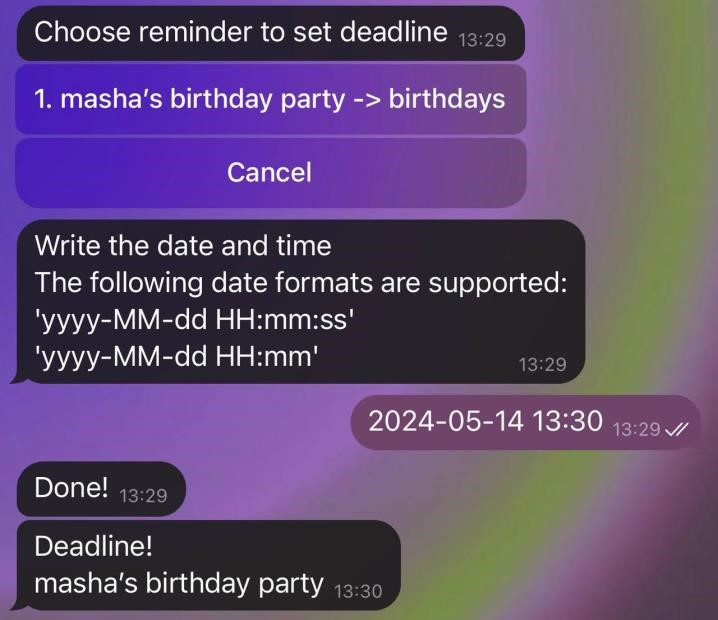 Choose reminder to set deadline 13:29
1. masha's birthday party -> birthdays
Cancel
Write the date and time
The following date formats are supported:
'yyyy-MM-dd HH:mm:ss'
'yyyy-MM-dd HH:mm' 13:29
2024-05-14 13:30 13:29
Done! 13:29
Deadline!
masha's birthday party 13:30